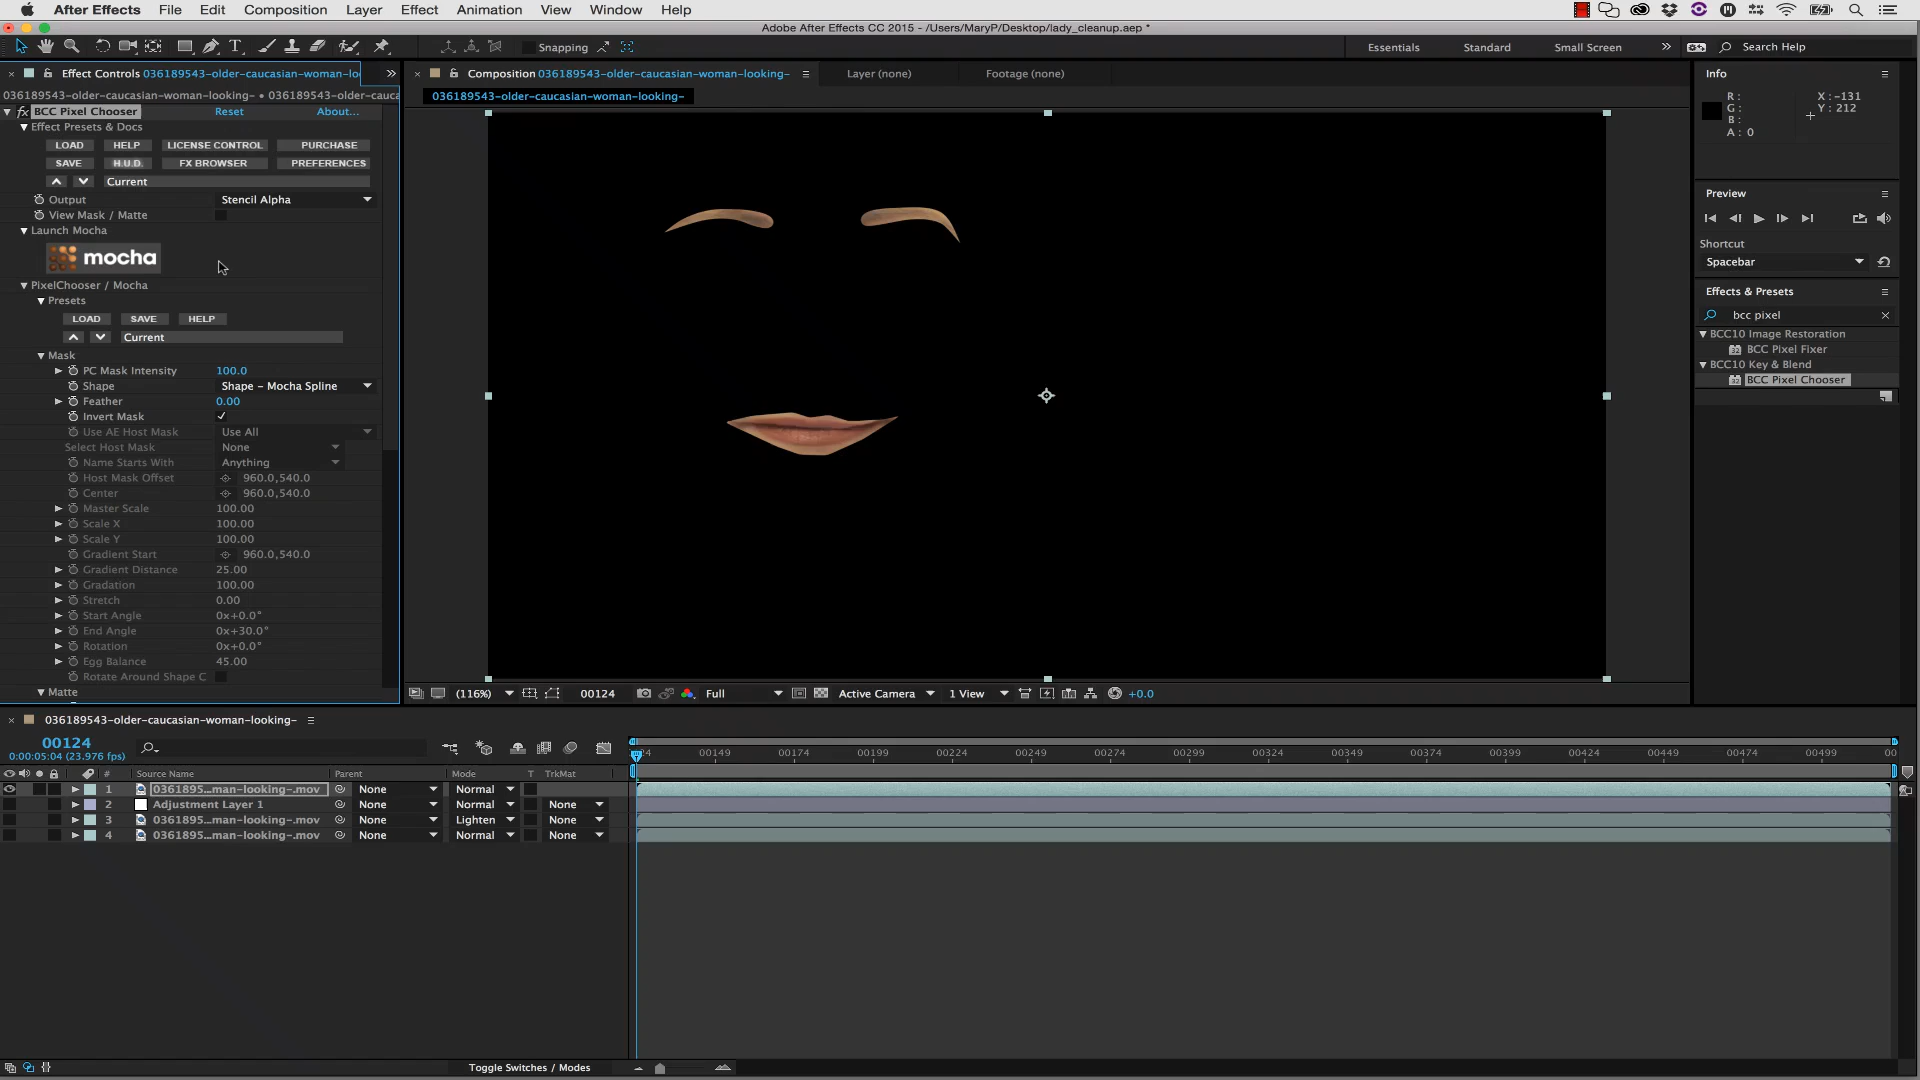 After Effects File Edit Composition Layer Effect Animation View Window Help
Adobe After Effects CC 2015 - /Users/MaryP/Desktop/lady_cleanup.aep *
Snapping Essentials Standard Small Screen Search Help
Effect Controls 036189543-older-caucasian-woman-lo
Composition 036189543-older-caucasian-woman-looking- Layer (none) Footage (none)
036189543-older-caucasian-woman-looking- • 036189543-older-cauca
036189543-older-caucasian-woman-looking-
fx BCC Pixel Chooser Reset About...
Effect Presets & Docs
LOAD HELP LICENSE CONTROL PURCHASE
SAVE H.U.D. FX BROWSER PREFERENCES
Current
Output Stencil Alpha
View Mask / Matte
Launch Mocha
mocha
PixelChooser / Mocha
Presets
LOAD SAVE HELP
Current
Mask
PC Mask Intensity 100.0
Shape Shape - Mocha Spline
Feather 0.00
Invert Mask
Use AE Host Mask Use All
Select Host Mask None
Name Starts With Anything
Host Mask Offset 960.0,540.0
Center 960.0,540.0
Master Scale 100.00
Scale X 100.00
Scale Y 100.00
Gradient Start 960.0,540.0
Gradient Distance 25.00
Gradation 100.00
Stretch 0.00
Start Angle 0x+0.0°
End Angle 0x+30.0°
Rotation 0x+0.0°
Egg Balance 45.00
Rotate Around Shape C
Matte
(116%) 00124 Full Active Camera 1 View +0.0
Info
R : X : -131
G : Y : 212
B :
A : 0
Preview
Shortcut
Spacebar
Effects & Presets
bcc pixel
BCC10 Image Restoration
32 BCC Pixel Fixer
BCC10 Key & Blend
32 BCC Pixel Chooser
036189543-older-caucasian-woman-looking-
00124
0:00:05:04 (23.976 fps)
24 00149 00174 00199 00224 00249 00274 00299 00324 00349 00374 00399 00424 00449 00474 00499 00
# Source Name Parent Mode T TrkMat
1 0361895...man-looking-.mov None Normal
2 Adjustment Layer 1 None Normal None
3 0361895...man-looking-.mov None Lighten None
4 0361895...man-looking-.mov None Normal None
Toggle Switches / Modes